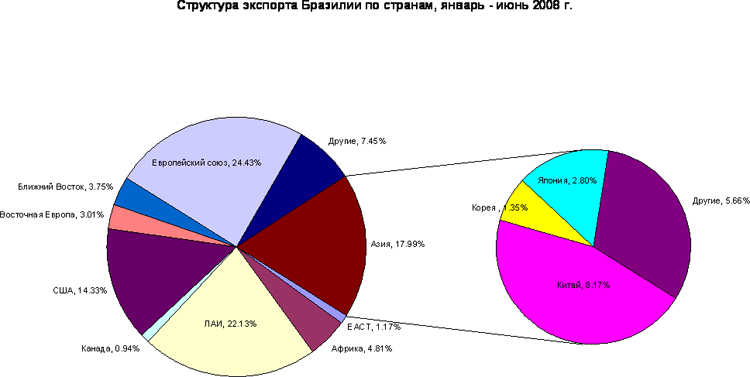 Структура экспорта Бразилии по странам, январь - июнь 2008 г.
Другие, 7.45%
Европейский союз, 24.43%
Ближний Восток, 3.75%
Восточная Европа, 3.01%
США, 14.33%
Канада, 0.94%
ЛАИ, 22.13%
Африка, 4.81%
ЕАСТ, 1.17%
Азия, 17.99%
Япония, 2.80%
Корея , 1.35%
Другие, 5.66%
Китай, 8.17%